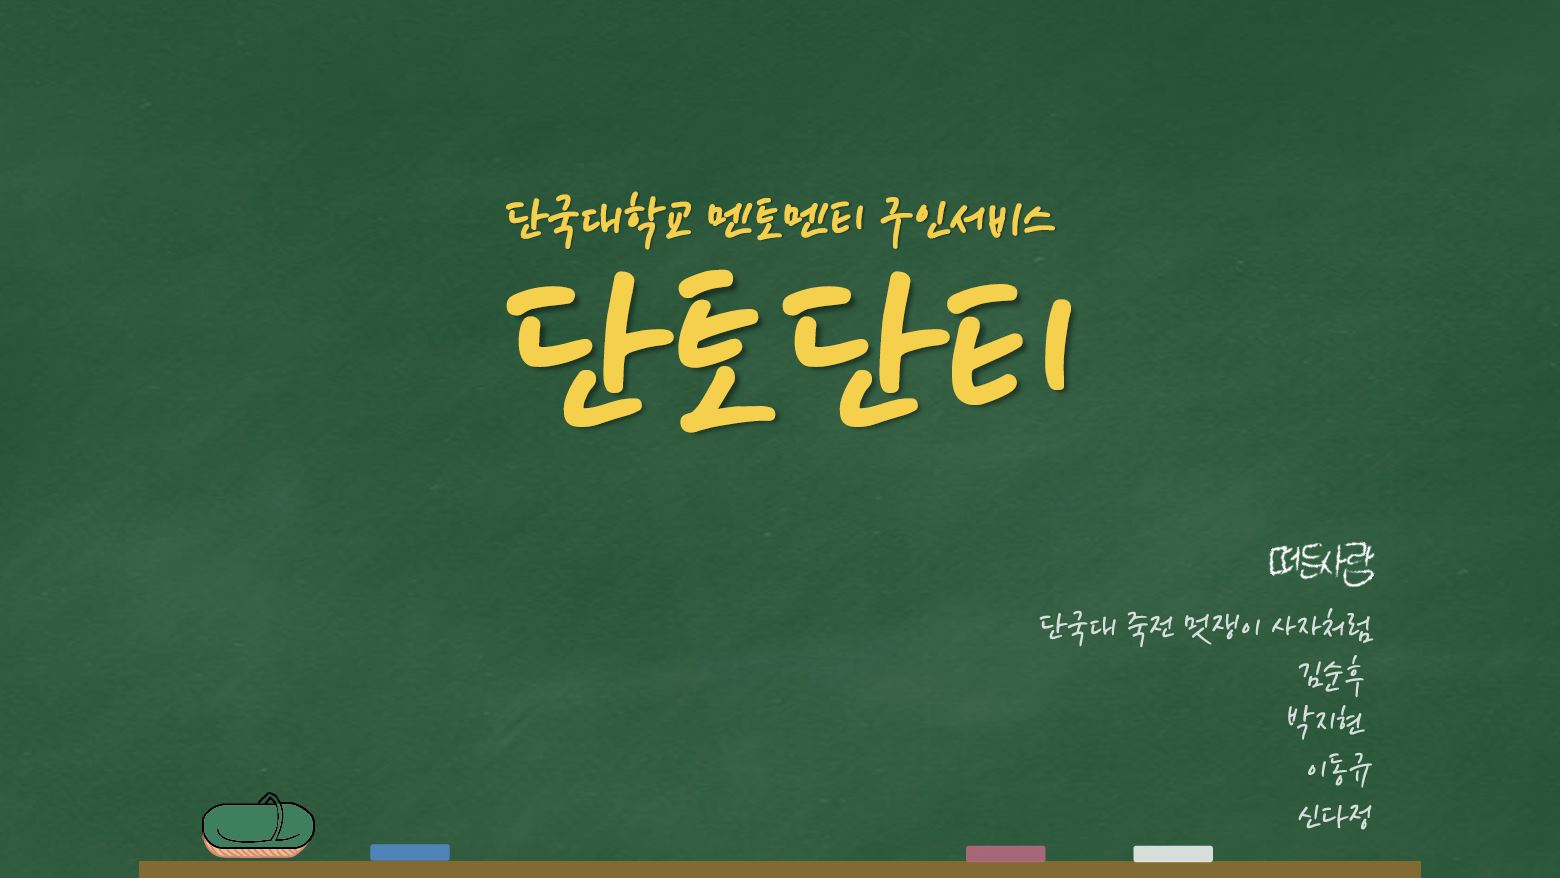 단국대학교 멘토멘티 구인서비스
단토단티
떠든사람
단국대 죽전 멋쟁이 사자처럼
김순후
박지현
이동규
신다정